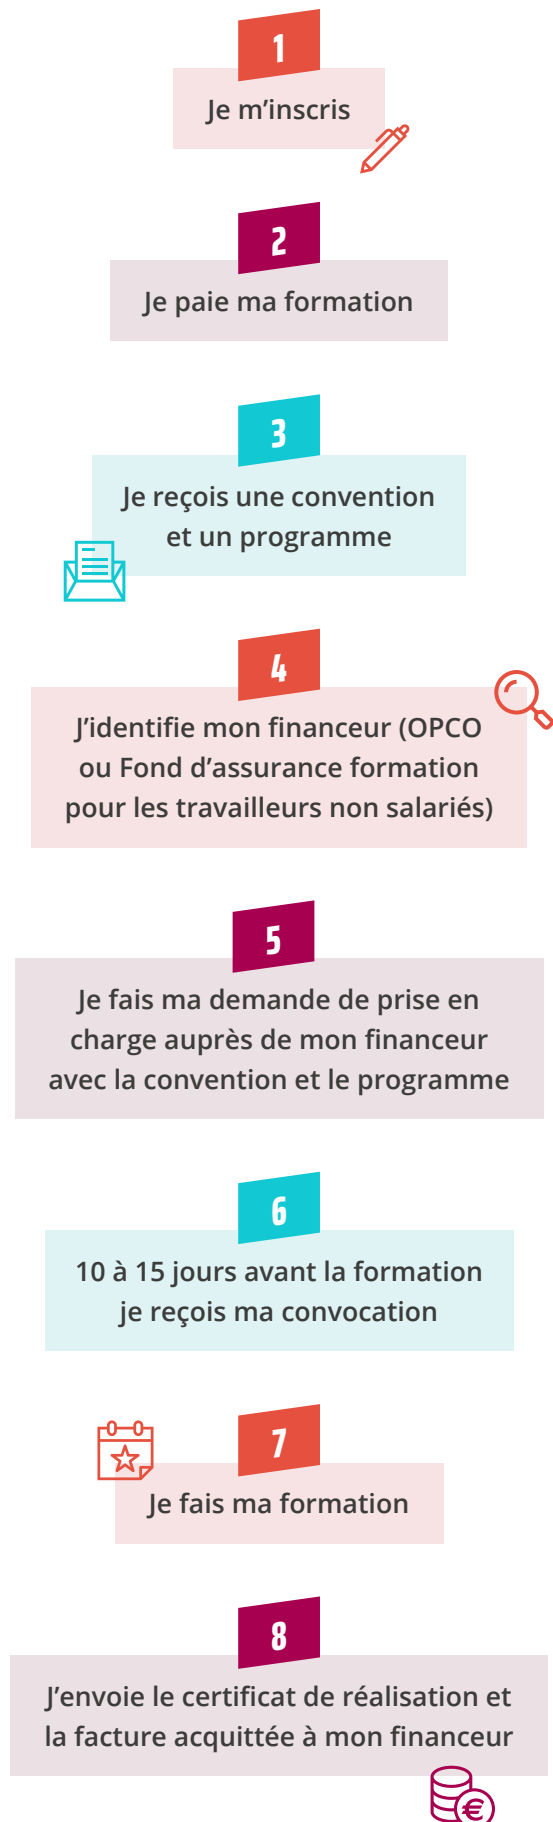 1
Je m’inscris
2
Je paie ma formation
3
Je reçois une convention
et un programme
4
J’identifie mon financeur (OPCO
ou Fond d’assurance formation
pour les travailleurs non salariés)
5
Je fais ma demande de prise en
charge auprès de mon financeur
avec la convention et le programme
6
10 à 15 jours avant la formation
je reçois ma convocation
7
Je fais ma formation
8
J’envoie le certificat de réalisation et
la facture acquittée à mon financeur
€